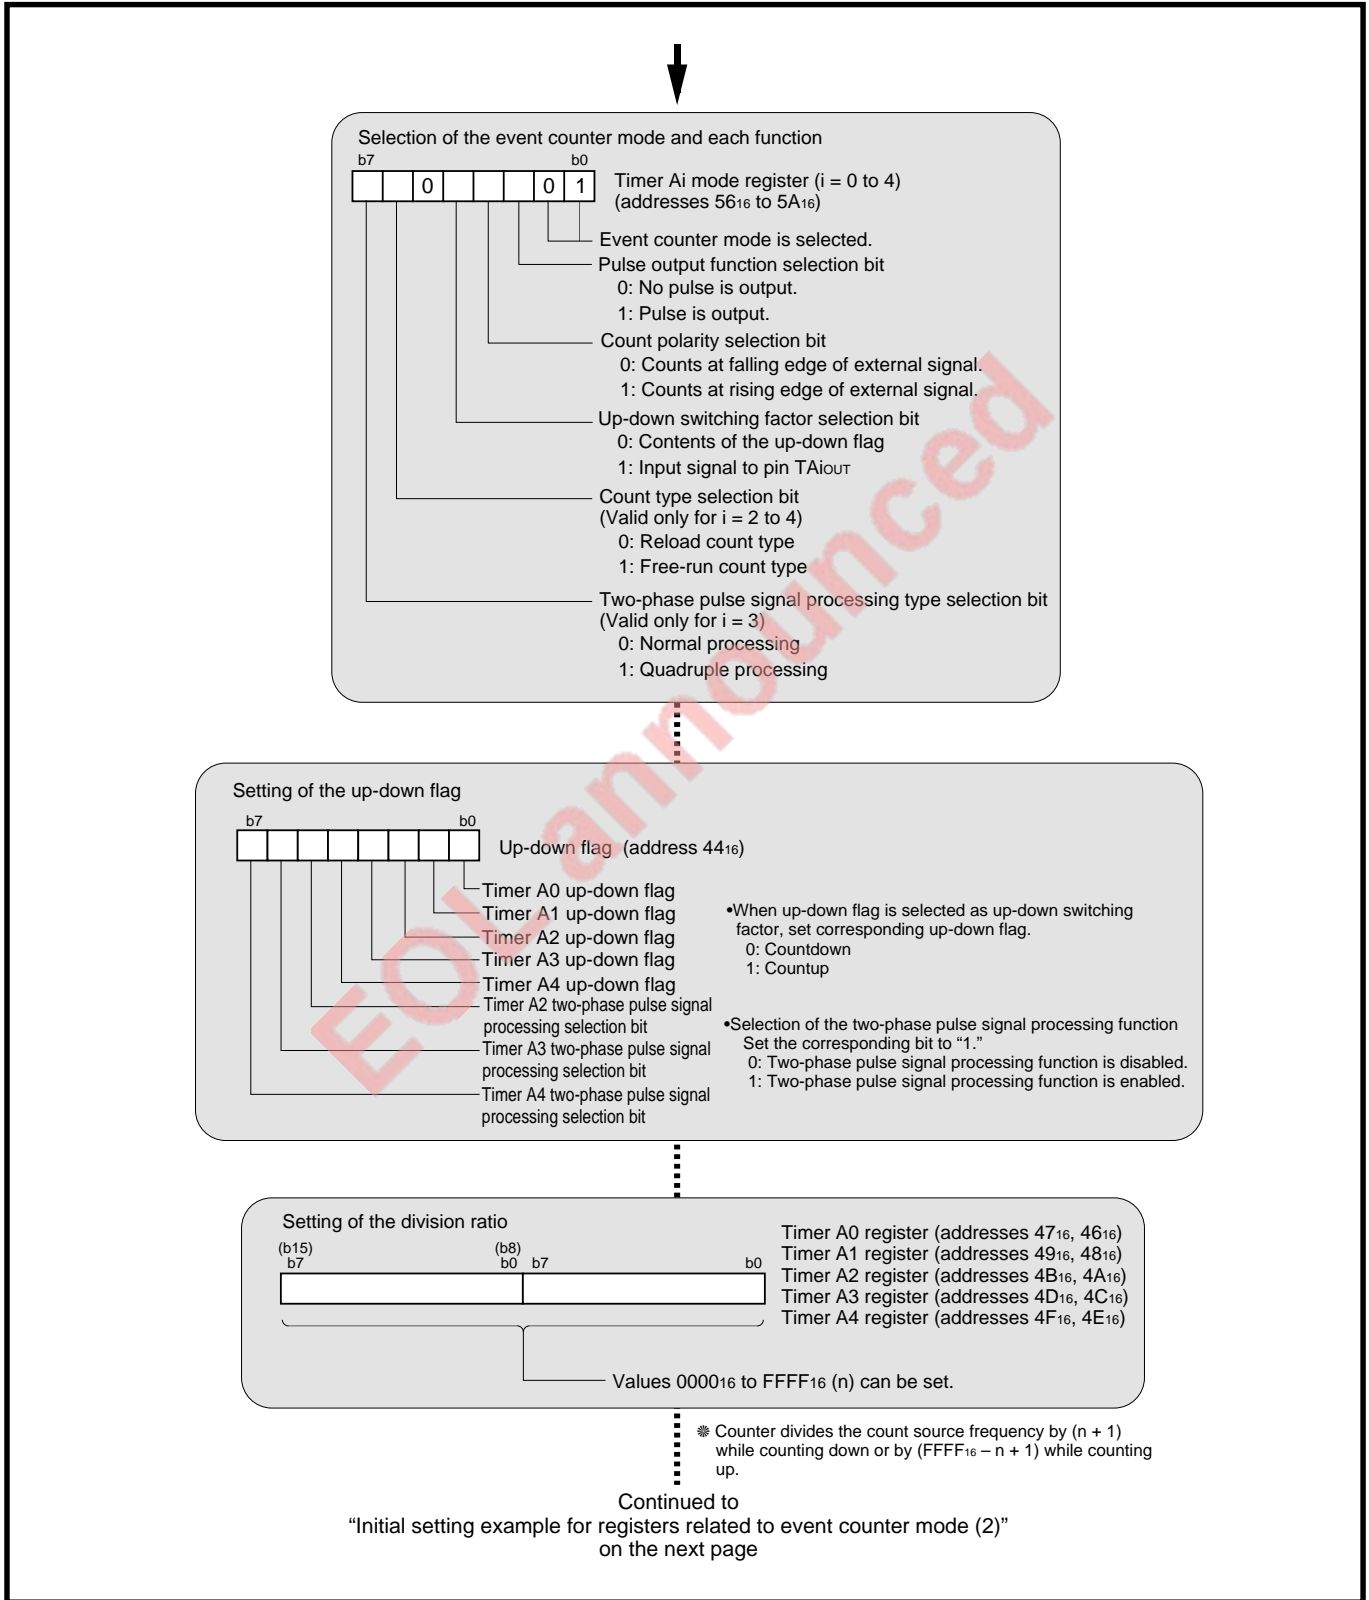 Selection of the event counter mode and each function
b7 b0
0 0 1
Timer Ai mode register (i = 0 to 4)
(addresses 5616 to 5A16)
Event counter mode is selected.
Pulse output function selection bit
0: No pulse is output.
1: Pulse is output.
Count polarity selection bit
0: Counts at falling edge of external signal.
1: Counts at rising edge of external signal.
Up-down switching factor selection bit
0: Contents of the up-down flag
1: Input signal to pin TAiOUT
Count type selection bit
(Valid only for i = 2 to 4)
0: Reload count type
1: Free-run count type
Two-phase pulse signal processing type selection bit
(Valid only for i = 3)
0: Normal processing
1: Quadruple processing
Setting of the up-down flag
b7 b0
Up-down flag (address 4416)
Timer A0 up-down flag
Timer A1 up-down flag
Timer A2 up-down flag
Timer A3 up-down flag
Timer A4 up-down flag
Timer A2 two-phase pulse signal
processing selection bit
Timer A3 two-phase pulse signal
processing selection bit
Timer A4 two-phase pulse signal
processing selection bit
•When up-down flag is selected as up-down switching
factor, set corresponding up-down flag.
0: Countdown
1: Countup
•Selection of the two-phase pulse signal processing function
Set the corresponding bit to “1.”
0: Two-phase pulse signal processing function is disabled.
1: Two-phase pulse signal processing function is enabled.
Setting of the division ratio
(b15) (b8)
b7 b0 b7 b0
Timer A0 register (addresses 4716, 4616)
Timer A1 register (addresses 4916, 4816)
Timer A2 register (addresses 4B16, 4A16)
Timer A3 register (addresses 4D16, 4C16)
Timer A4 register (addresses 4F16, 4E16)
Values 000016 to FFFF16 (n) can be set.
❋ Counter divides the count source frequency by (n + 1)
while counting down or by (FFFF16 – n + 1) while counting
up.
Continued to
“Initial setting example for registers related to event counter mode (2)”
on the next page
EOL announced